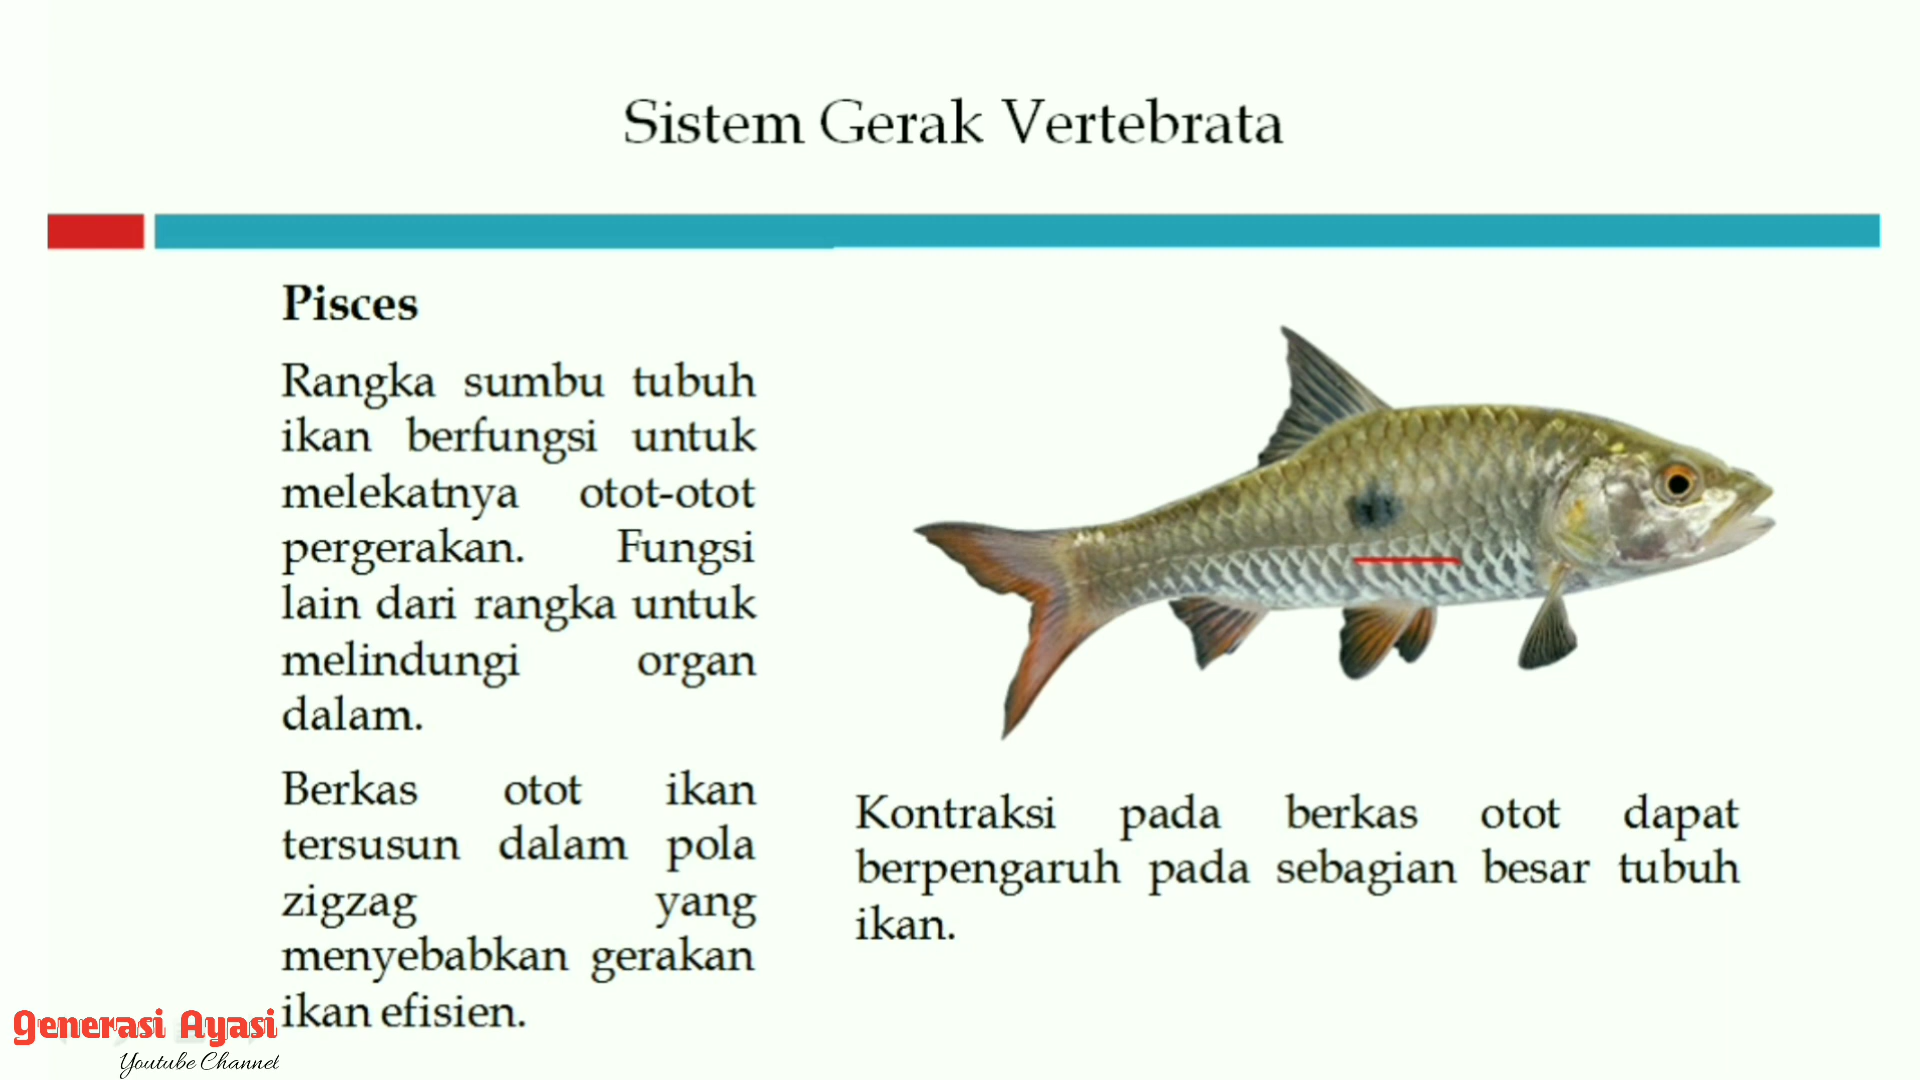 Sistem Gerak Vertebrata
Pisces
Rangka sumbu tubuh
ikan berfungsi untuk
melekatnya otot-otot
pergerakan. Fungsi
lain dari rangka untuk
melindungi organ
dalam.
Berkas otot ikan
tersusun dalam pola
zigzag yang
menyebabkan gerakan
ikan efisien.
Kontraksi pada berkas otot dapat
berpengaruh pada sebagian besar tubuh
ikan.
Generasi Ayasi
Youtube Channel